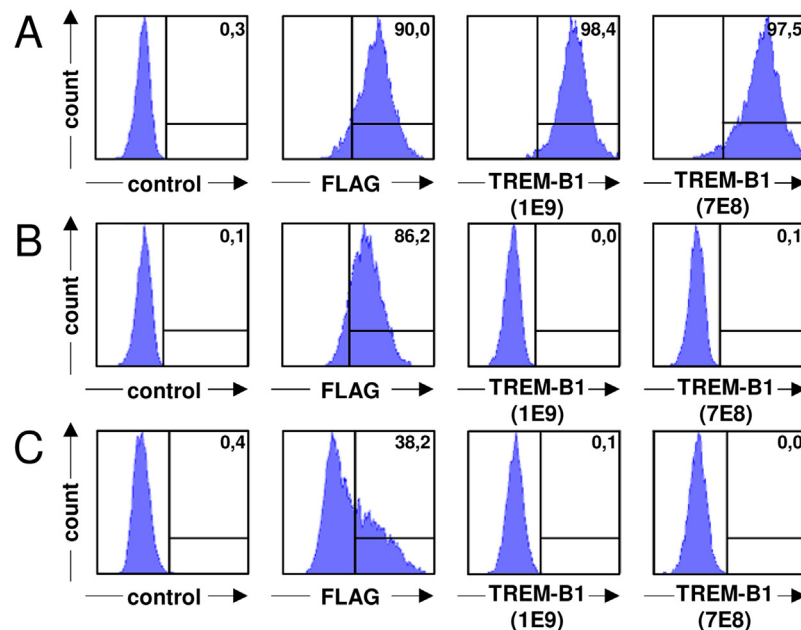 A
count
0,3
90,0
98,4
97,5
control
FLAG
TREM-B1
(1E9)
TREM-B1
(7E8)
B
count
0,1
86,2
0,0
0,1
control
FLAG
TREM-B1
(1E9)
TREM-B1
(7E8)
C
count
0,4
38,2
0,1
0,0
control
FLAG
TREM-B1
(1E9)
TREM-B1
(7E8)